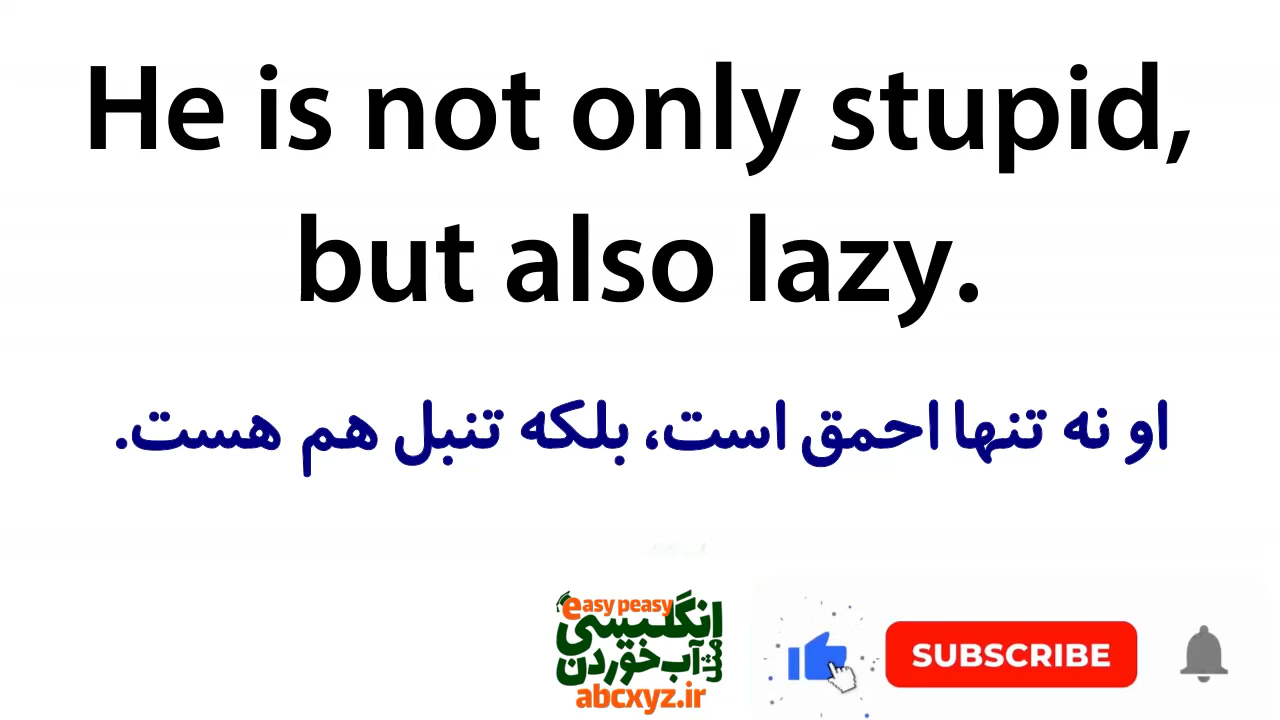 He is not only stupid,
but also lazy.
او نه تنها احمق است، بلکه تنبل هم هست.
easy peasy
انگلیسی
مثل آب خوردن
abcxyz.ir
SUBSCRIBE